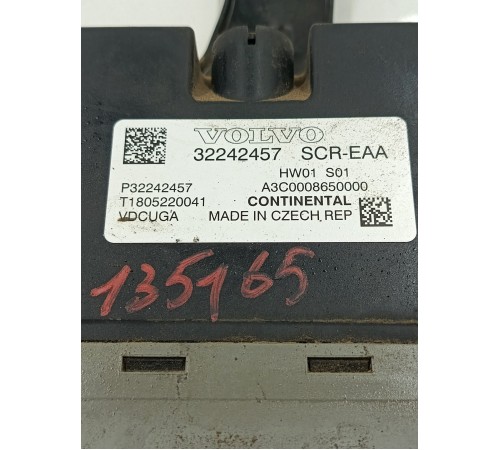 VOLVO
32242457 SCR-EAA
HW01 S01
P32242457 A3C0008650000
T1805220041 CONTINENTAL
VDCUGA MADE IN CZECH, REP
135165